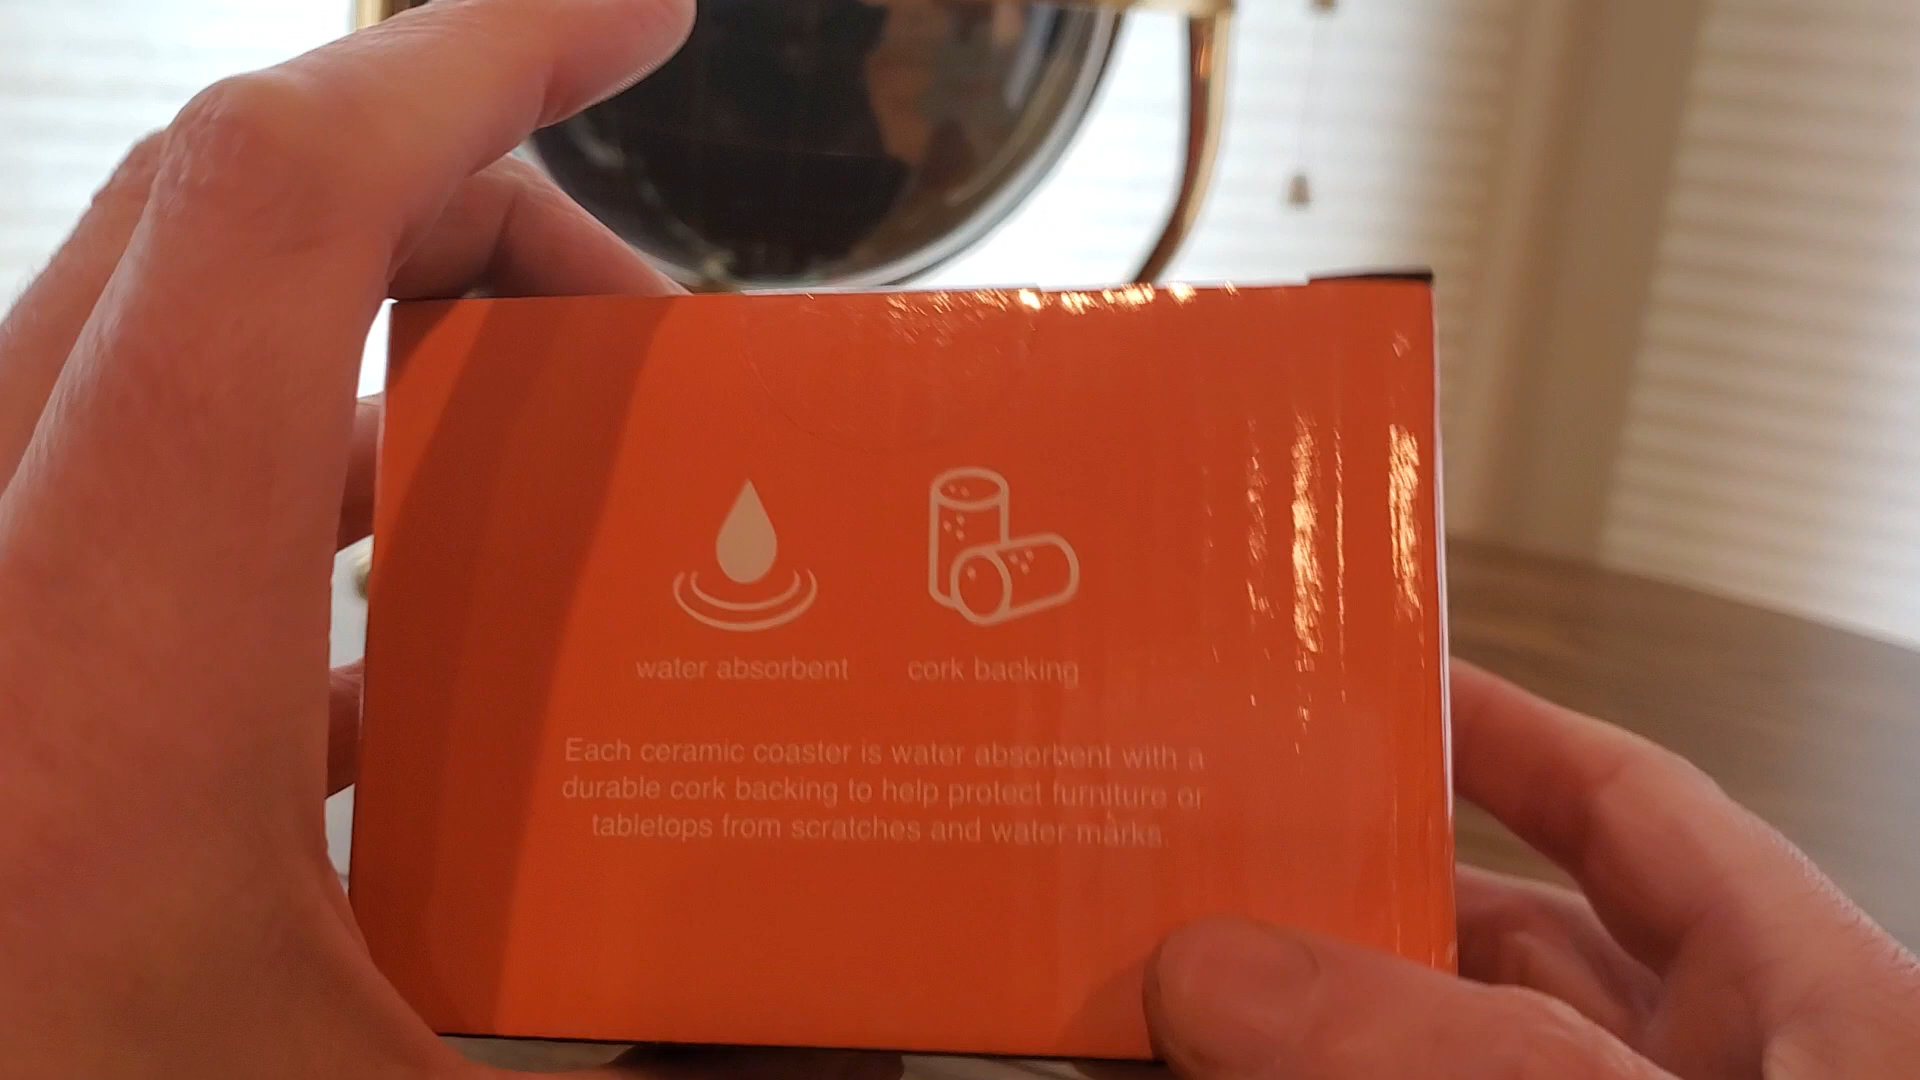 water absorbent
cork backing
Each ceramic coaster is water absorbent with a
durable cork backing to help protect furniture or
tabletops from scratches and water marks.